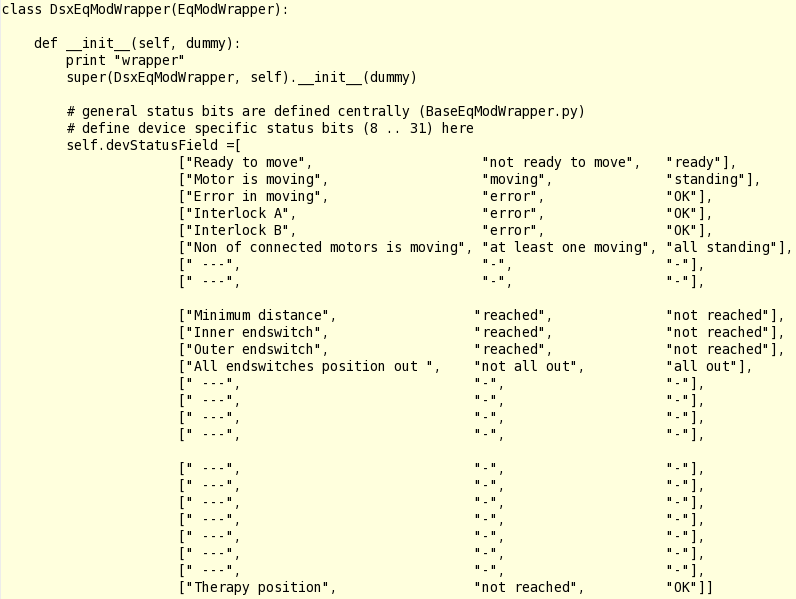 class DsxEqModWrapper(EqModWrapper):
def __init__(self, dummy):
print "wrapper"
super(DsxEqModWrapper, self).__init__(dummy)
# general status bits are defined centrally (BaseEqModWrapper.py)
# define device specific status bits (8 .. 31) here
self.devStatusField =[
["Ready to move", "not ready to move", "ready"],
["Motor is moving", "moving", "standing"],
["Error in moving", "error", "OK"],
["Interlock A", "error", "OK"],
["Interlock B", "error", "OK"],
["Non of connected motors is moving", "at least one moving", "all standing"],
[" ---", "-", "-"],
[" ---", "-", "-"],
["Minimum distance", "reached", "not reached"],
["Inner endswitch", "reached", "not reached"],
["Outer endswitch", "reached", "not reached"],
["All endswitches position out ", "not all out", "all out"],
[" ---", "-", "-"],
[" ---", "-", "-"],
[" ---", "-", "-"],
[" ---", "-", "-"],
[" ---", "-", "-"],
[" ---", "-", "-"],
[" ---", "-", "-"],
[" ---", "-", "-"],
[" ---", "-", "-"],
[" ---", "-", "-"],
[" ---", "-", "-"],
["Therapy position", "not reached", "OK"]]